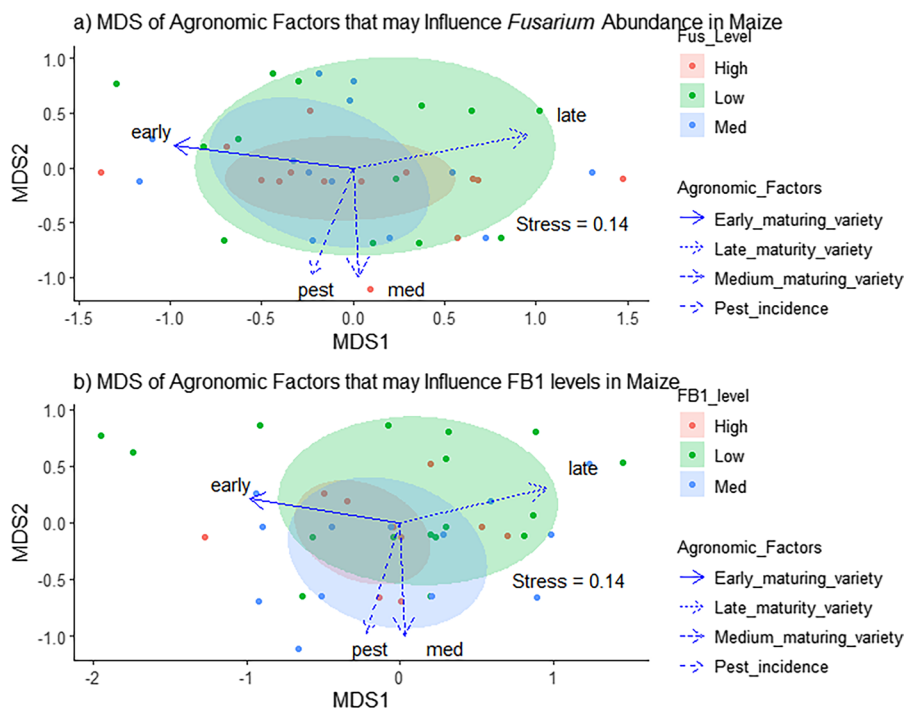 a) MDS of Agronomic Factors that may Influence Fusarium Abundance in Maize
Fus_Level
High
Low
Med
1.0
0.5
0.0
-0.5
-1.0
MDS2
early
late
Stress = 0.14
pest
med
-1.5
-1.0
-0.5
0.0
0.5
1.0
1.5
MDS1
Agronomic_Factors
Early_maturing_variety
Late_maturity_variety
Medium_maturing_variety
Pest_incidence
b) MDS of Agronomic Factors that may Influence FB1 levels in Maize
FB1_level
High
Low
Med
1.0
0.5
0.0
-0.5
-1.0
MDS2
early
late
Stress = 0.14
pest
med
-2
-1
0
1
MDS1
Agronomic_Factors
Early_maturing_variety
Late_maturity_variety
Medium_maturing_variety
Pest_incidence